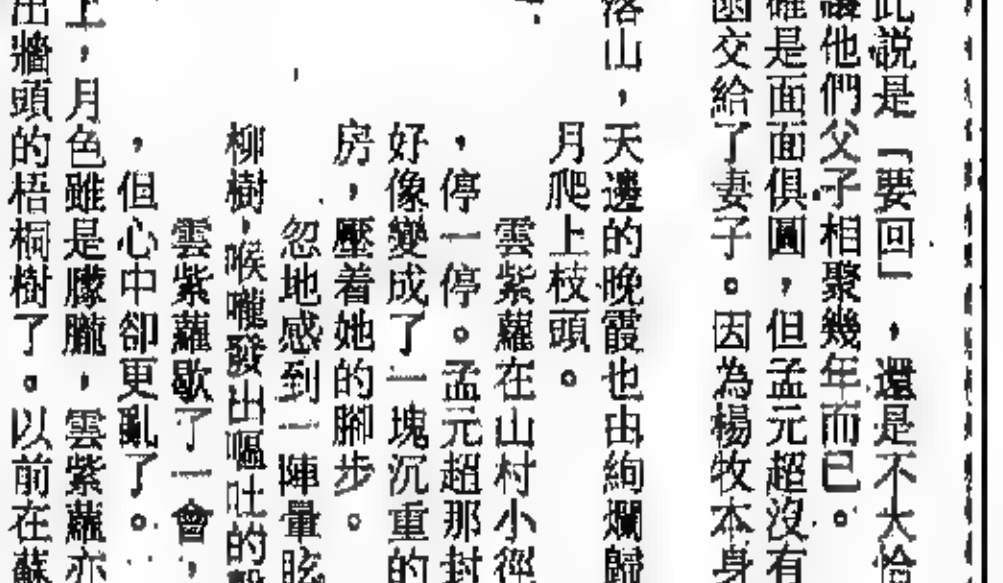 説是「要回」，還是不大恰
他們父子相聚幾年而已。
確是面面俱圓，但孟元超沒有
函交給了妻子。因為楊牧本身
落山，天邊的晚霞也由絢爛歸
月爬上枝頭。
雲紫蘿在山村小徑
，停一停。孟元超那封
好像變成了一塊沉重的
房，壓着她的腳步。
忽地感到一陣暈眩
柳樹，喉嚨發出嘔吐的
雲紫蘿歇了一會，
，但心中卻更亂了。
上，月色雖是朦朧，雲紫蘿亦
出牆頭的梧桐樹了。以前在蘇